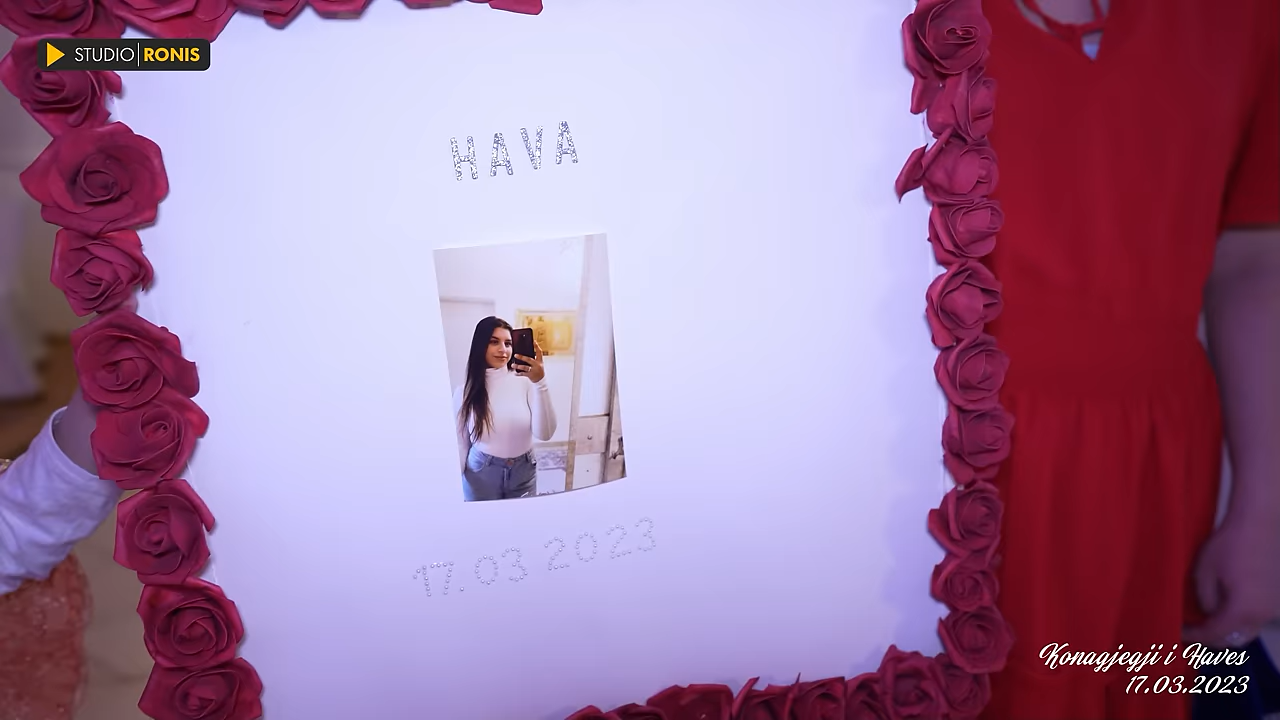 STUDIO RONIS
HAVA
17.03 2023
Konagjegji i Haves
17.03.2023